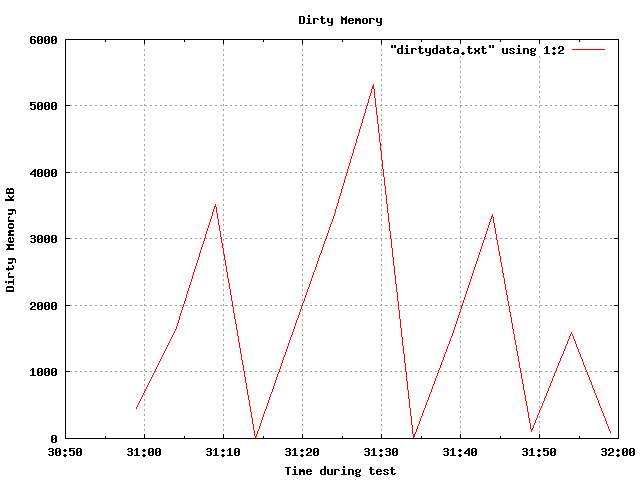 Dirty Memory
"dirtydata.txt" using 1:2
6000
5000
4000
3000
2000
1000
0
Dirty Memory kB
30:50 31:00 31:10 31:20 31:30 31:40 31:50 32:00
Time during test